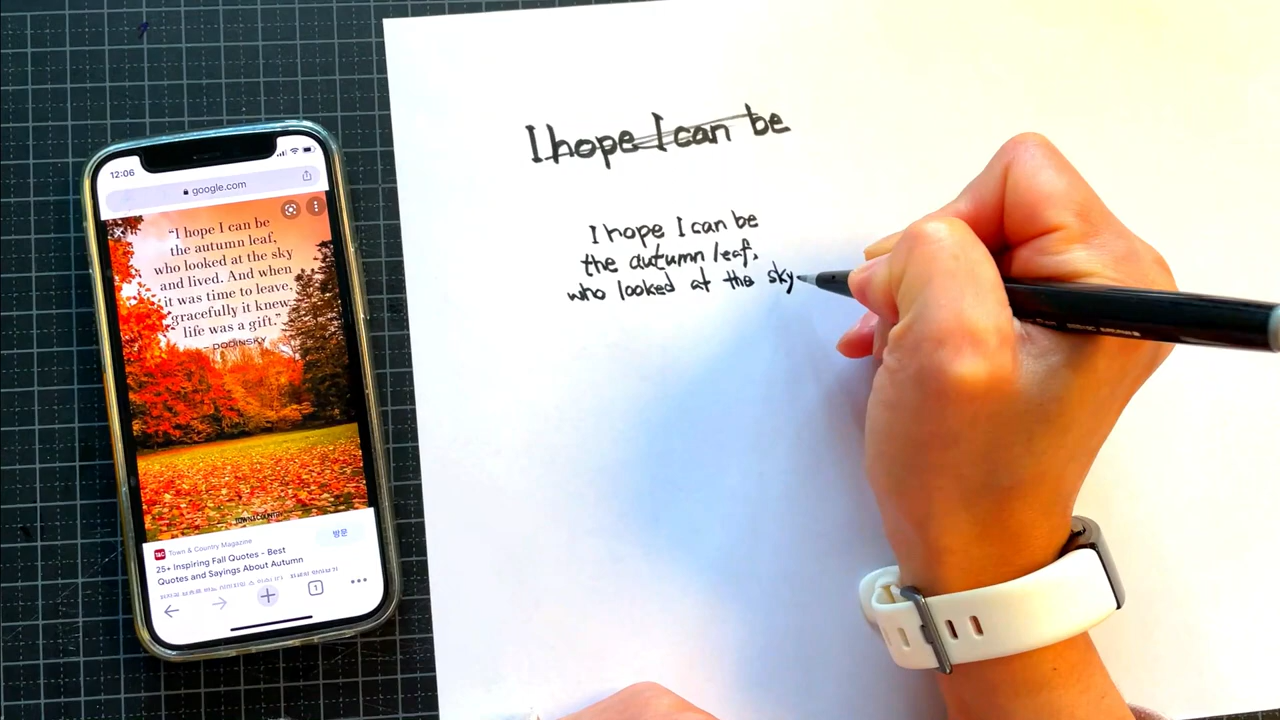 12:06
google.com
“I hope I can be
the autumn leaf,
who looked at the sky
and lived. And when
it was time to leave,
gracefully it knew
life was a gift.”
– DODINSKY
TOWN&COUNTRY
T&C Town & Country Magazine
방문
25+ Inspiring Fall Quotes - Best
Quotes and Sayings About Autumn
1
I hope I can be
I hope I can be
the autumn leaf,
who looked at the sky